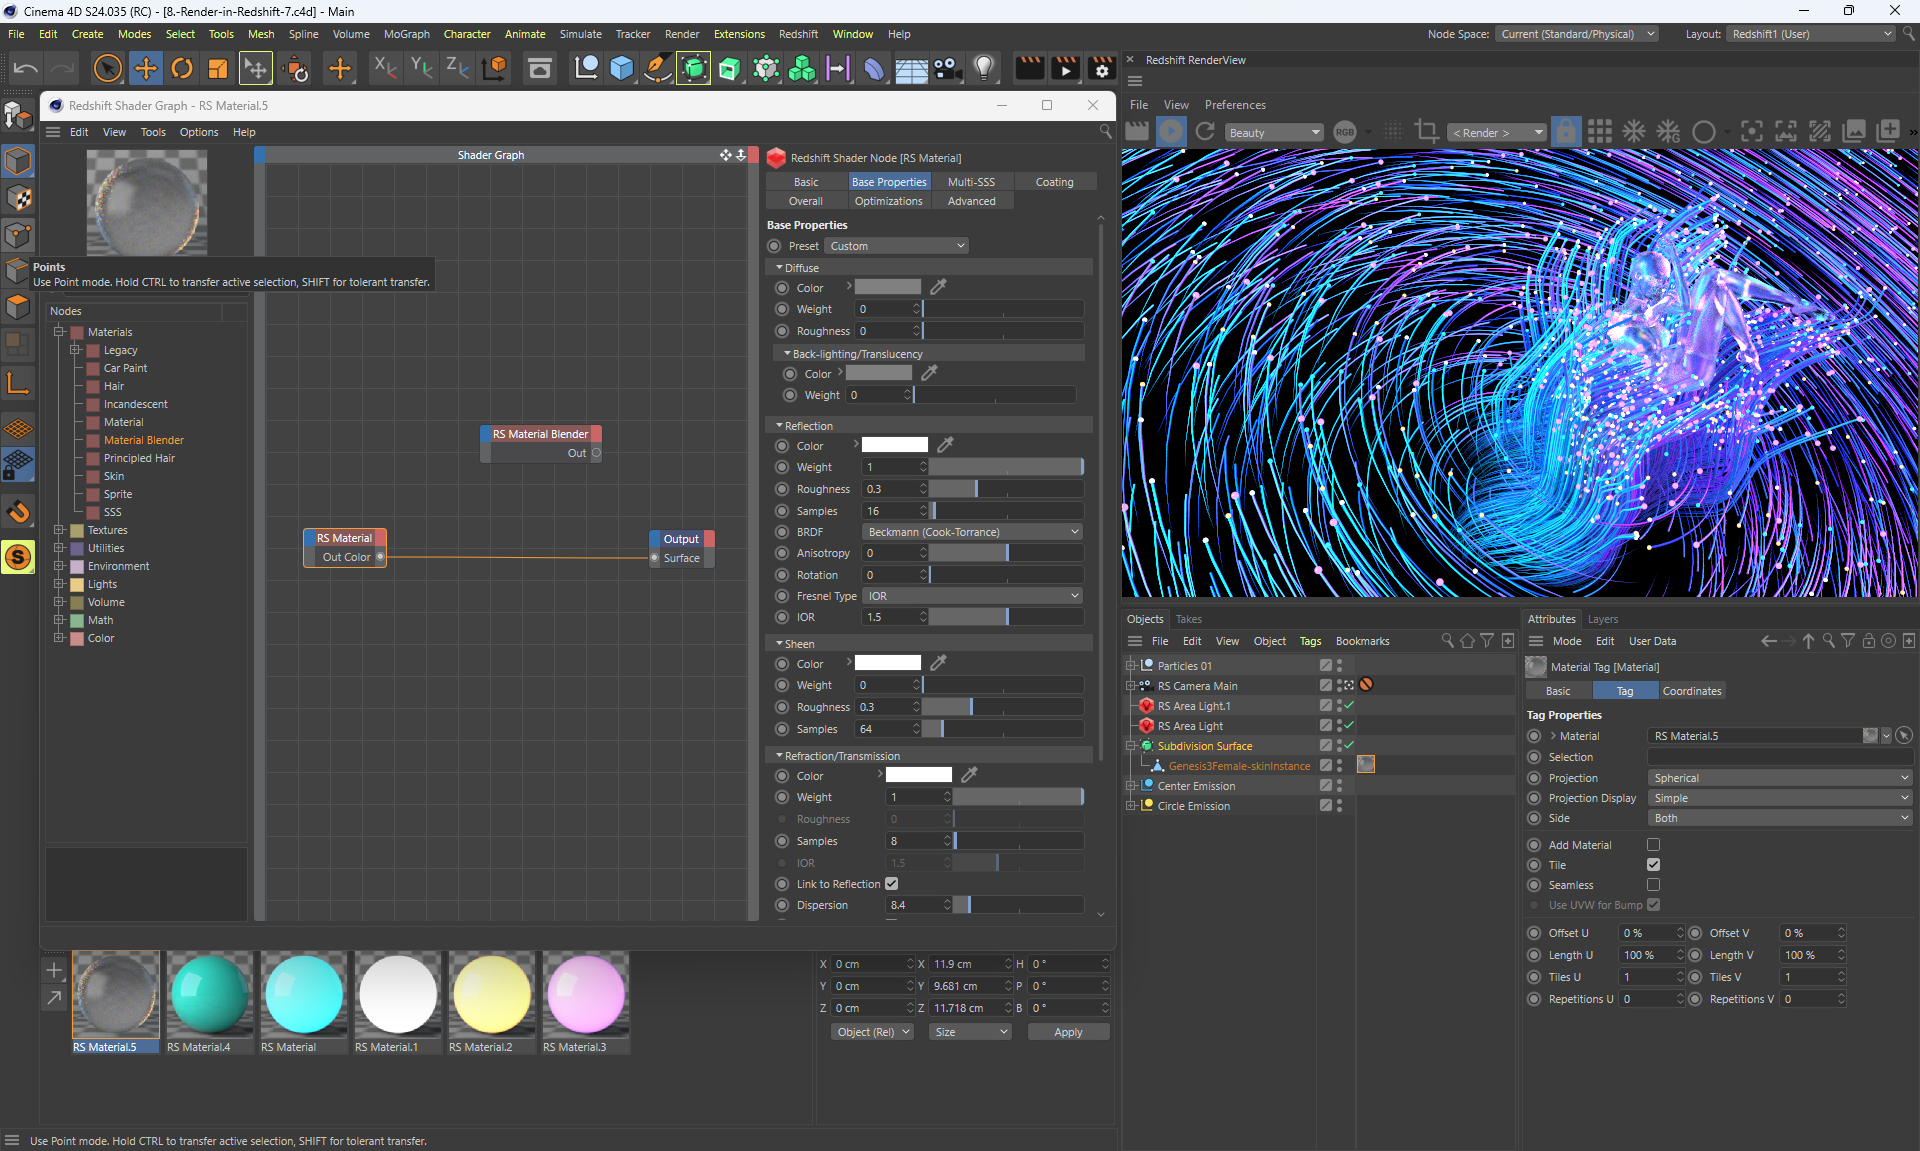 Cinema 4D S24.035 (RC) - [8.-Render-in-Redshift-7.c4d] - Main
File Edit Create Modes Select Tools Mesh Spline Volume MoGraph Character Animate Simulate Tracker Render Extensions Redshift Window Help
Node Space: Current (Standard/Physical) Layout: Redshift1 (User)
Redshift RenderView
File View Preferences
Beauty RGB < Render >
Redshift Shader Graph - RS Material.5
Edit View Tools Options Help
Points
Use Point mode. Hold CTRL to transfer active selection, SHIFT for tolerant transfer.
Nodes
Materials
Legacy
Car Paint
Hair
Incandescent
Material
Material Blender
Principled Hair
Skin
Sprite
SSS
Textures
Utilities
Environment
Lights
Volume
Math
Color
Shader Graph
RS Material Blender
Out
RS Material
Out Color
Output
Surface
Redshift Shader Node [RS Material]
Basic Base Properties Multi-SSS Coating
Overall Optimizations Advanced
Base Properties
Preset Custom
Diffuse
Color
Weight 0
Roughness 0
Back-lighting/Translucency
Color
Weight 0
Reflection
Color
Weight 1
Roughness 0.3
Samples 16
BRDF Beckmann (Cook-Torrance)
Anisotropy 0
Rotation 0
Fresnel Type IOR
IOR 1.5
Sheen
Color
Weight 0
Roughness 0.3
Samples 64
Refraction/Transmission
Color
Weight 1
Roughness 0
Samples 8
IOR 1.5
Link to Reflection
Dispersion 8.4
Objects Takes
File Edit View Object Tags Bookmarks
Particles 01
RS Camera Main
RS Area Light.1
RS Area Light
Subdivision Surface
Genesis3Female-skinInstance
Center Emission
Circle Emission
Attributes Layers
Mode Edit User Data
Material Tag [Material]
Basic Tag Coordinates
Tag Properties
Material RS Material.5
Selection
Projection Spherical
Projection Display Simple
Side Both
Add Material
Tile
Seamless
Use UVW for Bump
Offset U 0 % Offset V 0 %
Length U 100 % Length V 100 %
Tiles U 1 Tiles V 1
Repetitions U 0 Repetitions V 0
RS Material.5 RS Material.4 RS Material RS Material.1 RS Material.2 RS Material.3
X 0 cm X 11.9 cm H 0 °
Y 0 cm Y 9.681 cm P 0 °
Z 0 cm Z 11.718 cm B 0 °
Object (Rel) Size Apply
Use Point mode. Hold CTRL to transfer active selection, SHIFT for tolerant transfer.